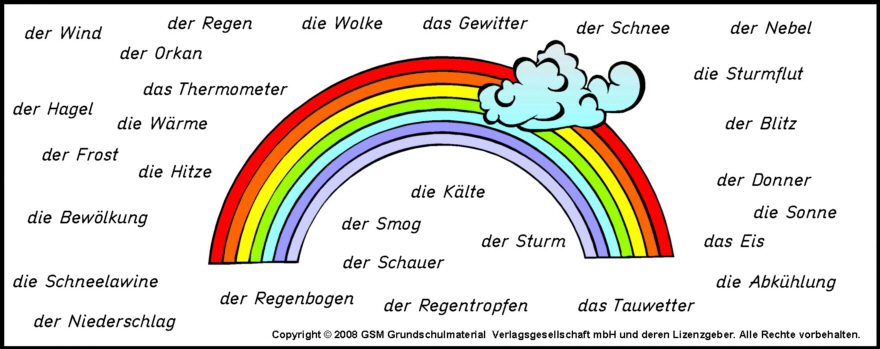 der Wind
der Regen
die Wolke
das Gewitter
der Schnee
der Nebel
der Orkan
das Thermometer
die Sturmflut
der Hagel
die Wärme
der Blitz
der Frost
die Hitze
der Donner
die Kälte
die Bewölkung
der Smog
die Sonne
der Sturm
das Eis
der Schauer
die Schneelawine
die Abkühlung
der Regenbogen
der Regentropfen
das Tauwetter
der Niederschlag
Copyright © 2008 GSM Grundschulmaterial Verlagsgesellschaft mbH und deren Lizenzgeber. Alle Rechte vorbehalten.